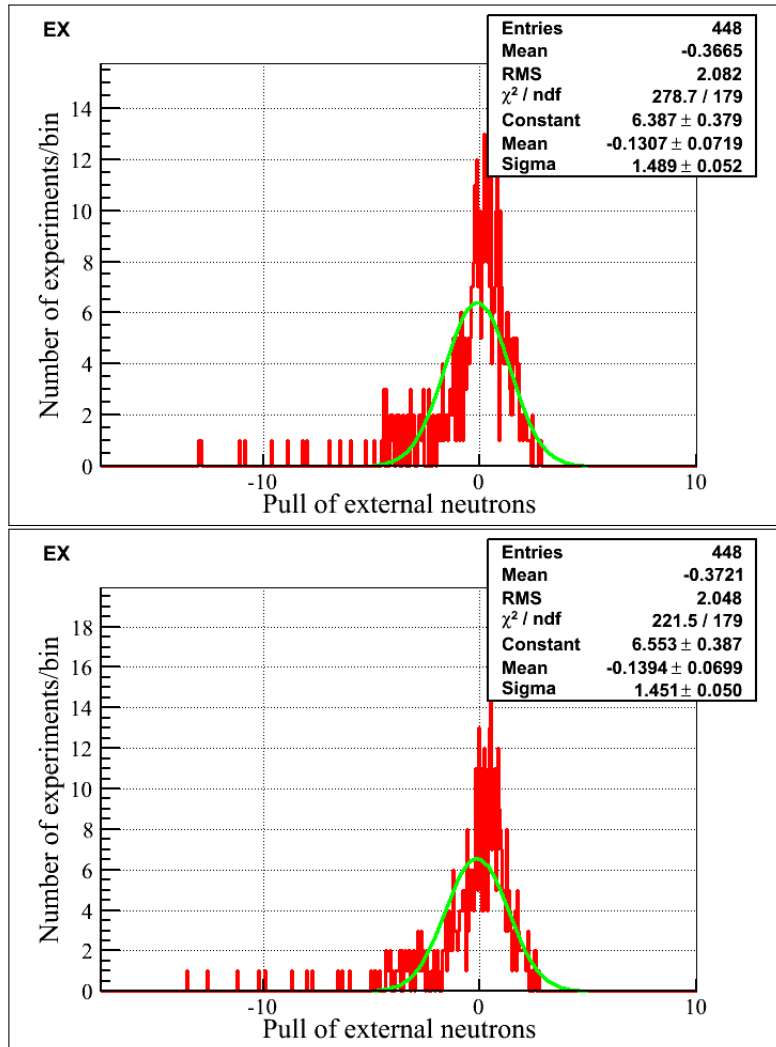 EX
Entries 448
Mean -0.3665
RMS 2.082
χ² / ndf 278.7 / 179
Constant 6.387 ± 0.379
Mean -0.1307 ± 0.0719
Sigma 1.489 ± 0.052
Number of experiments/bin
14
12
10
8
6
4
2
0
-10 0 10
Pull of external neutrons
EX
Entries 448
Mean -0.3721
RMS 2.048
χ² / ndf 221.5 / 179
Constant 6.553 ± 0.387
Mean -0.1394 ± 0.0699
Sigma 1.451 ± 0.050
Number of experiments/bin
18
16
14
12
10
8
6
4
2
0
-10 0 10
Pull of external neutrons